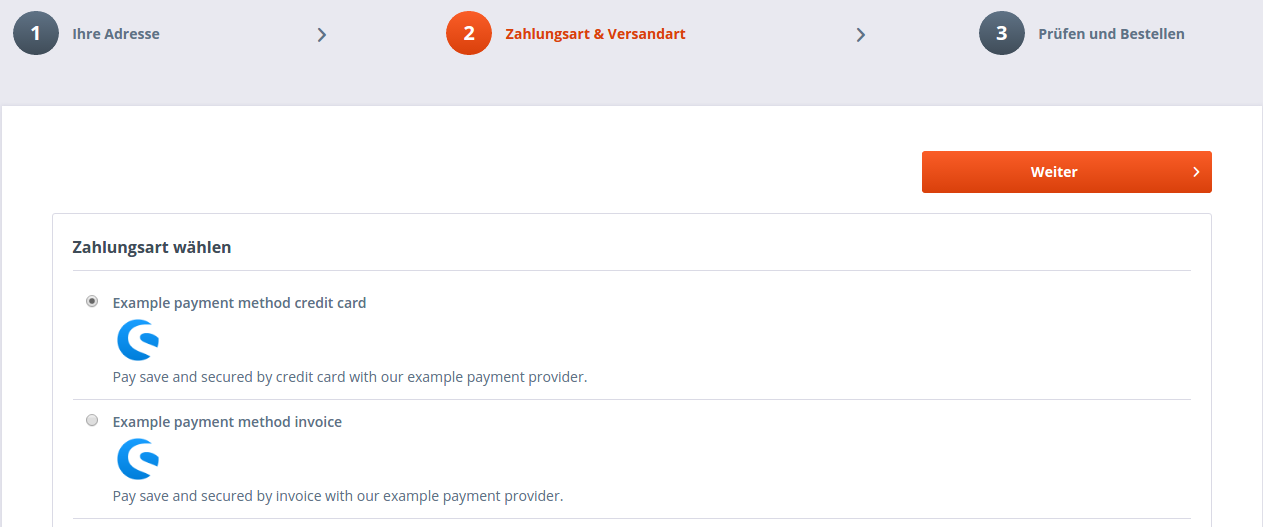 1 Ihre Adresse 2 Zahlungsart & Versandart 3 Prüfen und Bestellen
Weiter
Zahlungsart wählen
Example payment method credit card
Pay save and secured by credit card with our example payment provider.
Example payment method invoice
Pay save and secured by invoice with our example payment provider.